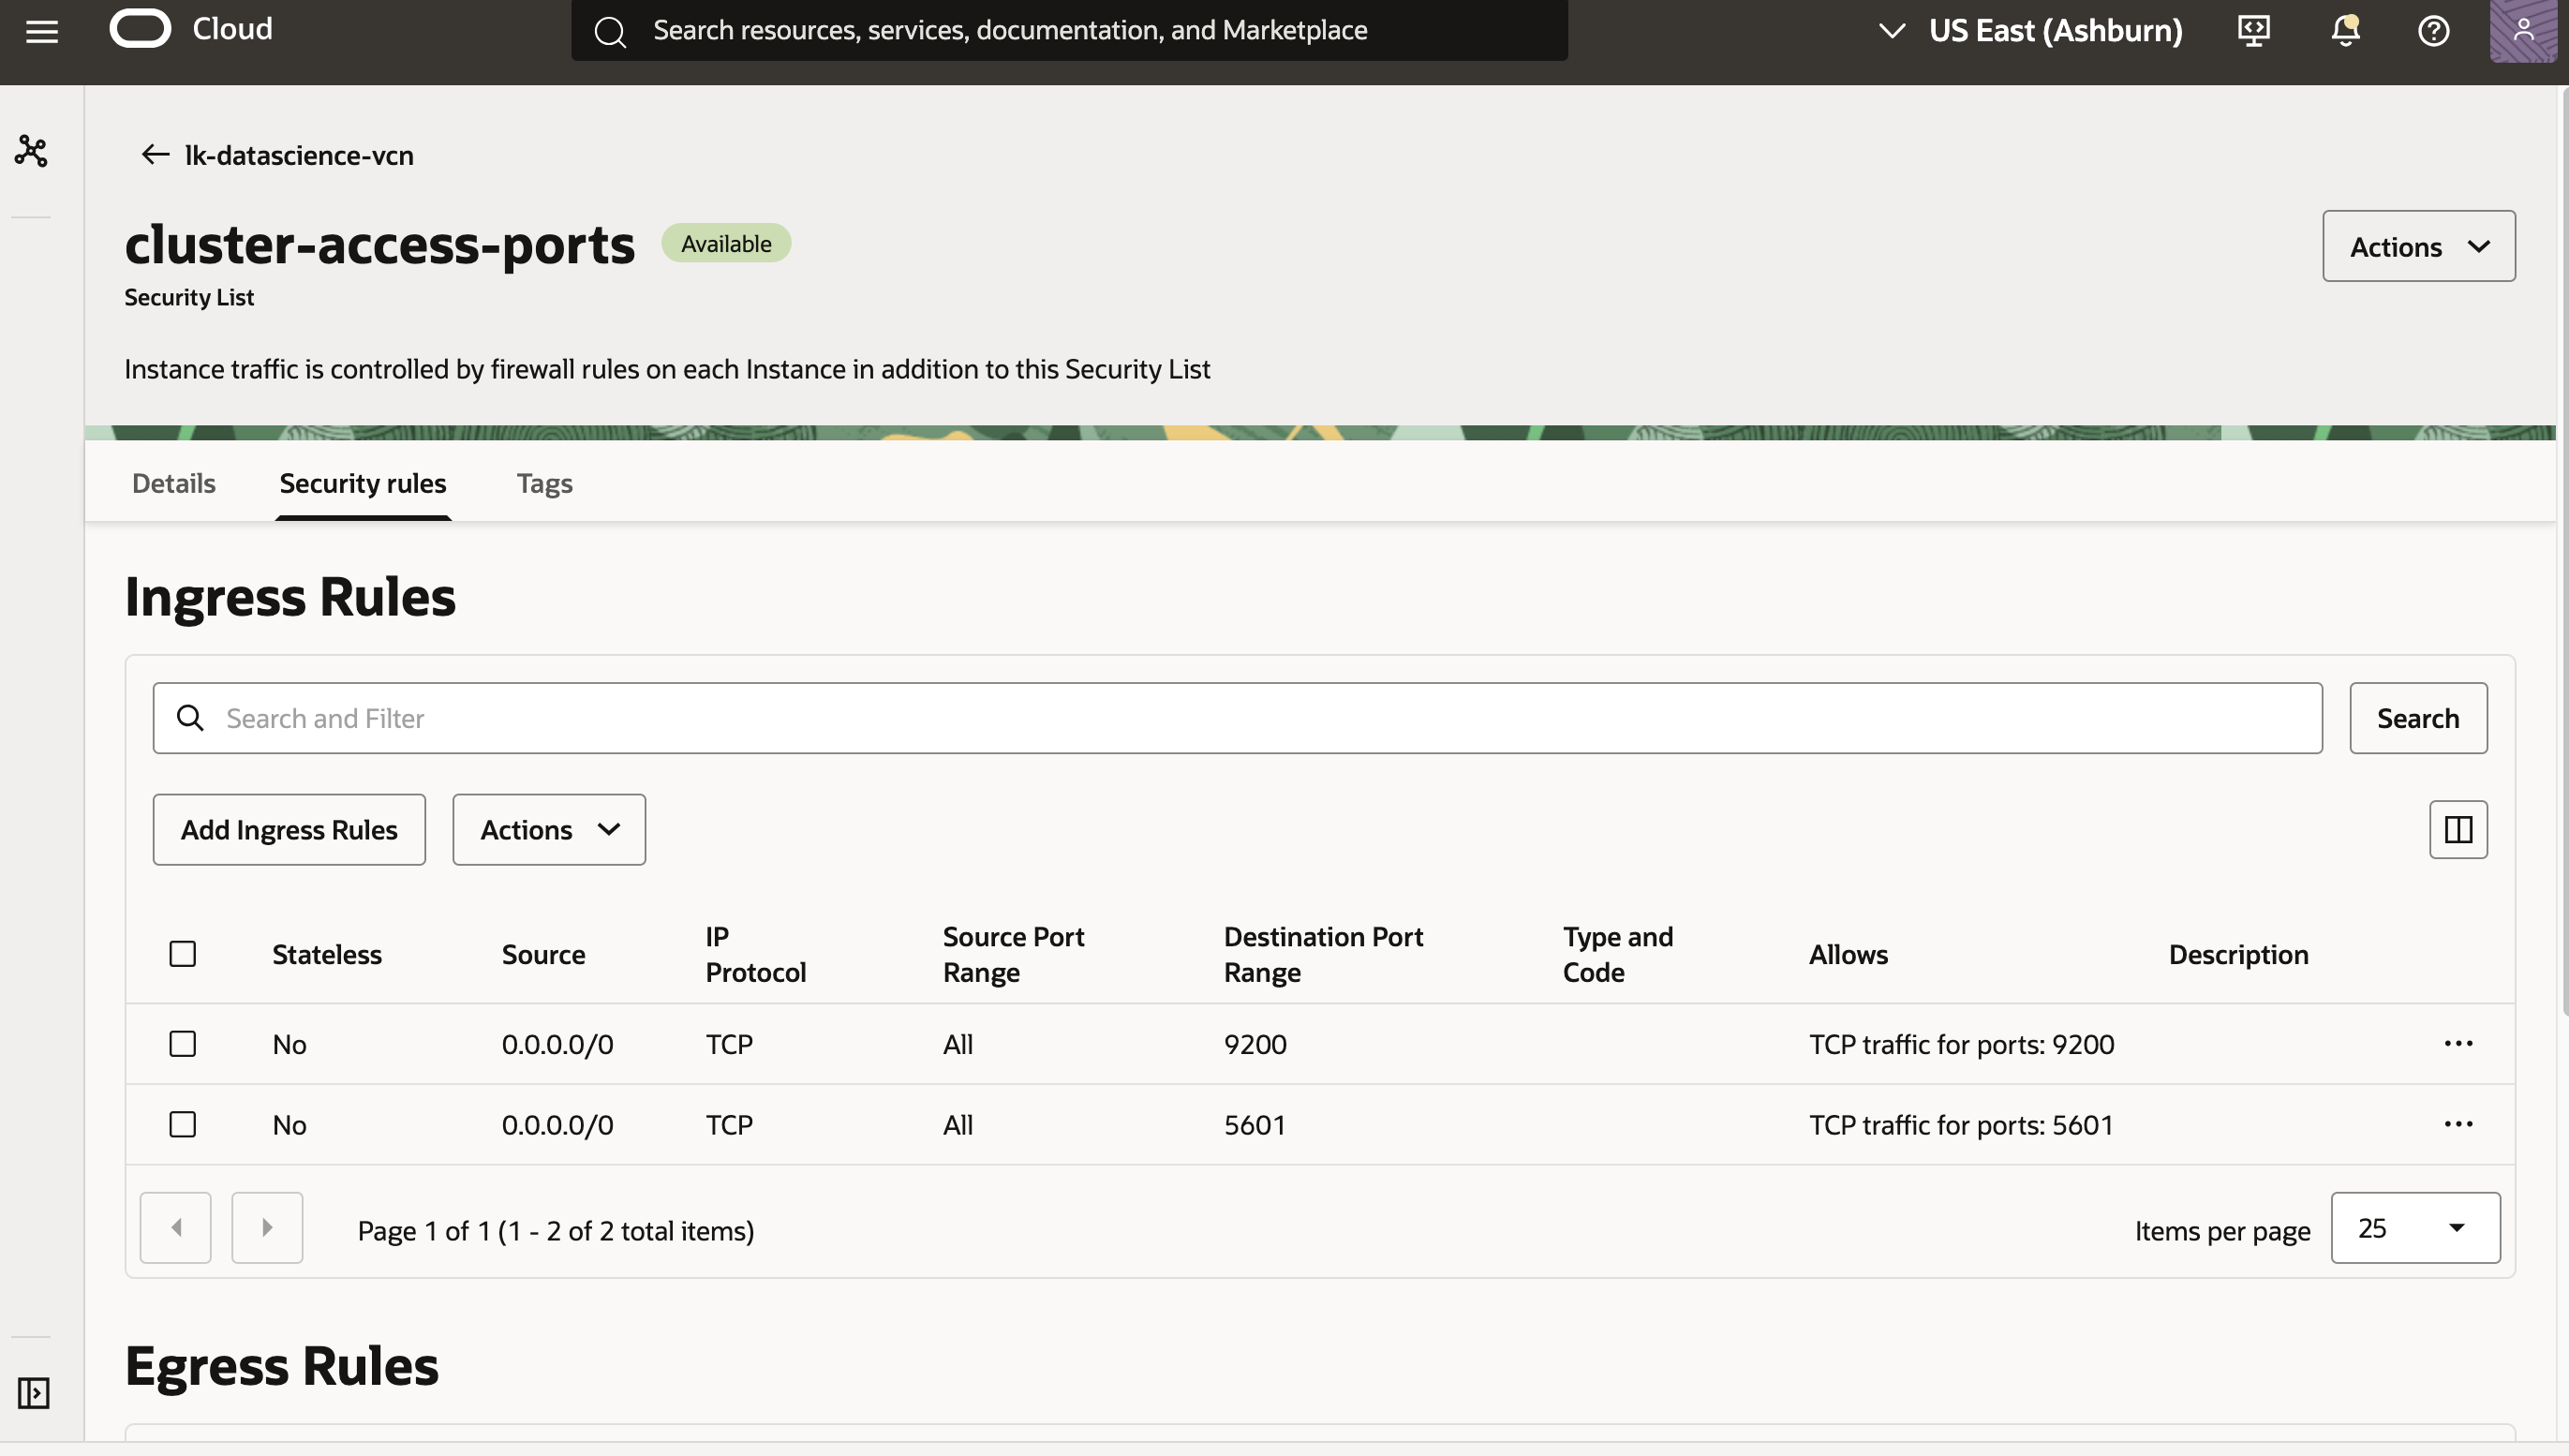 Cloud
Search resources, services, documentation, and Marketplace
US East (Ashburn)
lk-datascience-vcn
cluster-access-ports
Available
Actions
Security List
Instance traffic is controlled by firewall rules on each Instance in addition to this Security List
Details
Security rules
Tags
Ingress Rules
Search and Filter
Search
Add Ingress Rules
Actions
Stateless Source IP Protocol Source Port Range Destination Port Range Type and Code Allows Description
No 0.0.0.0/0 TCP All 9200 TCP traffic for ports: 9200
No 0.0.0.0/0 TCP All 5601 TCP traffic for ports: 5601
Page 1 of 1 (1 - 2 of 2 total items)
Items per page 25
Egress Rules